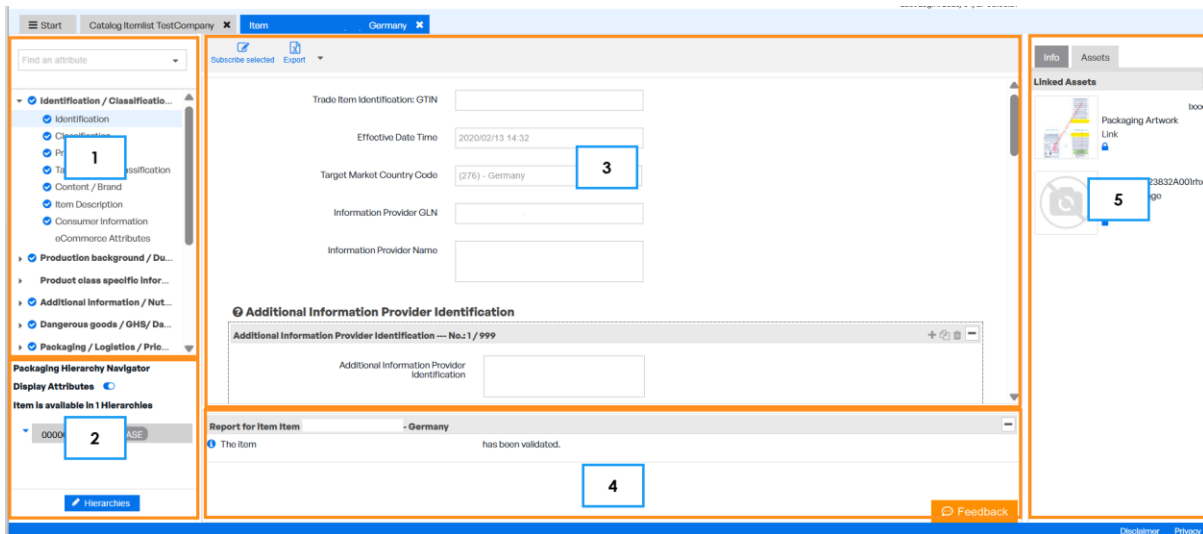 Start
Catalog Itemlist TestCompany
Item
Germany
Find an attribute
Identification / Classificatio...
Identification
1
ssification
Content / Brand
Item Description
Consumer Information
eCommerce Attributes
Production background / Du...
Product class specific infor...
Additional information / Nut...
Dangerous goods / GHS/ Da...
Packaging / Logistics / Pric...
Packaging Hierarchy Navigator
Display Attributes
Item is available in 1 Hierarchies
2
Hierarchies
Subscribe selected
Export
Trade Item Identification: GTIN
Effective Date Time
2020/02/13 14:32
3
Target Market Country Code
(276) - Germany
Information Provider GLN
Information Provider Name
Additional Information Provider Identification
Additional Information Provider Identification --- No.: 1 / 999
Additional Information Provider
Identification
Report for Item Item
- Germany
The item
has been validated.
4
Feedback
Info
Assets
Linked Assets
Packaging Artwork
Link
5
Disclaimer
Privacy